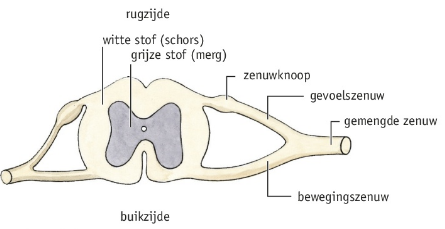 rugzijde
witte stof (schors)
grijze stof (merg)
zenuwknoop
gevoelszenuw
gemengde zenuw
bewegingszenuw
buikzijde